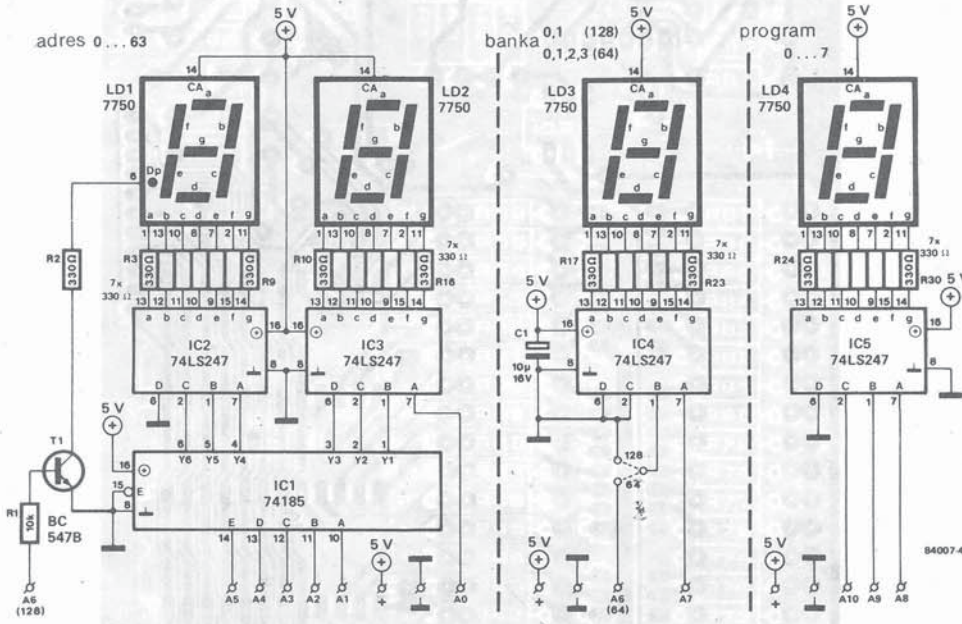 adres 0 ... 63
5 V
banka 0,1 (128)
0,1,2,3 (64)
5 V
program
0 ... 7
5 V
14 14 14 14
LD1
7750
CA
a
f b
g
e c
d
Dp
6
a b c d e f g
1 13 10 8 7 2 11
LD2
7750
CA
a
f b
g
e c
d
a b c d e f g
1 13 10 8 7 2 11
LD3
7750
CA
a
f b
g
e c
d
a b c d e f g
1 13 10 8 7 2 11
LD4
7750
CA
a
f b
g
e c
d
a b c d e f g
1 13 10 8 7 2 11
R2
330Ω
R3
330Ω
330Ω
R9
7x
330 Ω
R10
330Ω
330Ω
7x
330 Ω
R16
R17
330Ω
330Ω
7x
330 Ω
R23
R24
330Ω
330Ω
7x
330 Ω
R30
5 V
13 12 11 10 9 15 14
a b c d e f g
IC2
74LS247
16
8
D C B A
6 2 1 7
13 12 11 10 9 15 14
a b c d e f g
IC3
74LS247
16
8
D C B A
6 2 1 7
5 V
C1
10µ
16V
13 12 11 10 9 15 14
a b c d e f g
16
8
IC4
74LS247
D C B A
6 2 1 7
13 12 11 10 9 15 14
a b c d e f g
IC5
74LS247
16
8
D C B A
6 2 1 7
5 V
T1
BC
547B
R1
10k
A6
(128)
16
15
8
E
6 5 4 3 2 1
Y6 Y5 Y4 Y3 Y2 Y1
IC1
74185
E D C B A
14 13 12 11 10
A5 A4 A3 A2 A1
5 V
+
A0
128
64
5 V
+
A6
(64)
A7
5 V
+
A10 A9 A8
84007-4